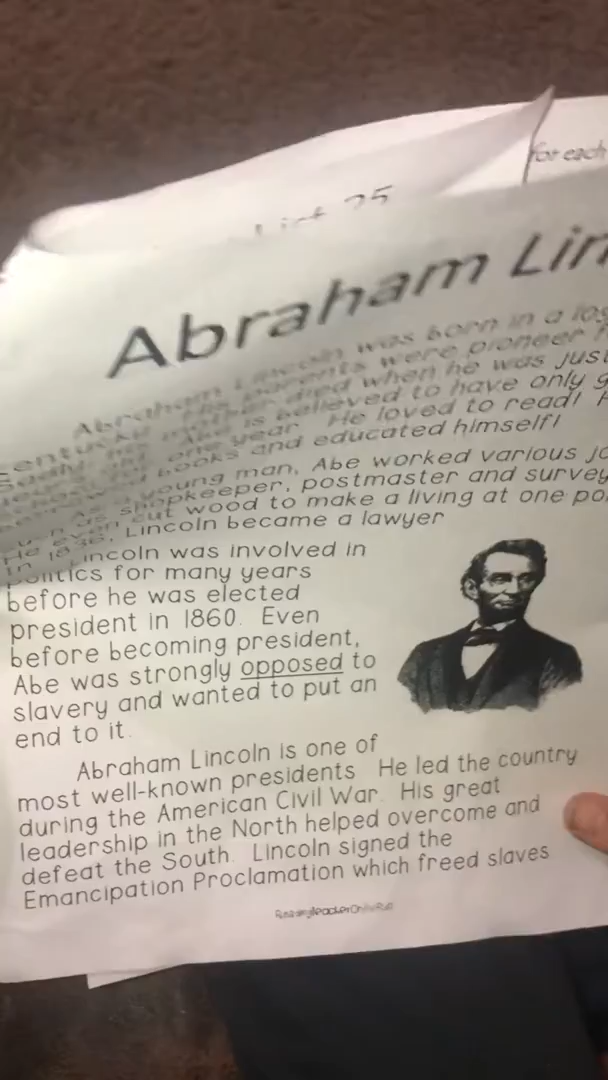 for each
List 25
Abraham Lin
Abraham Lincoln was born in a log
His parents were pioneer
his mother died when he was just
Abe is believed to have only
one year. He loved to read!
books and educated himself!
As a young man, Abe worked various jo
shopkeeper, postmaster and survey
He even cut wood to make a living at one poi
In 1836, Lincoln became a lawyer
Lincoln was involved in
politics for many years
before he was elected
president in 1860. Even
before becoming president,
Abe was strongly opposed to
slavery and wanted to put an
end to it.
Abraham Lincoln is one of
most well-known presidents He led the country
during the American Civil War. His great
leadership in the North helped overcome and
defeat the South. Lincoln signed the
Emancipation Proclamation which freed slaves